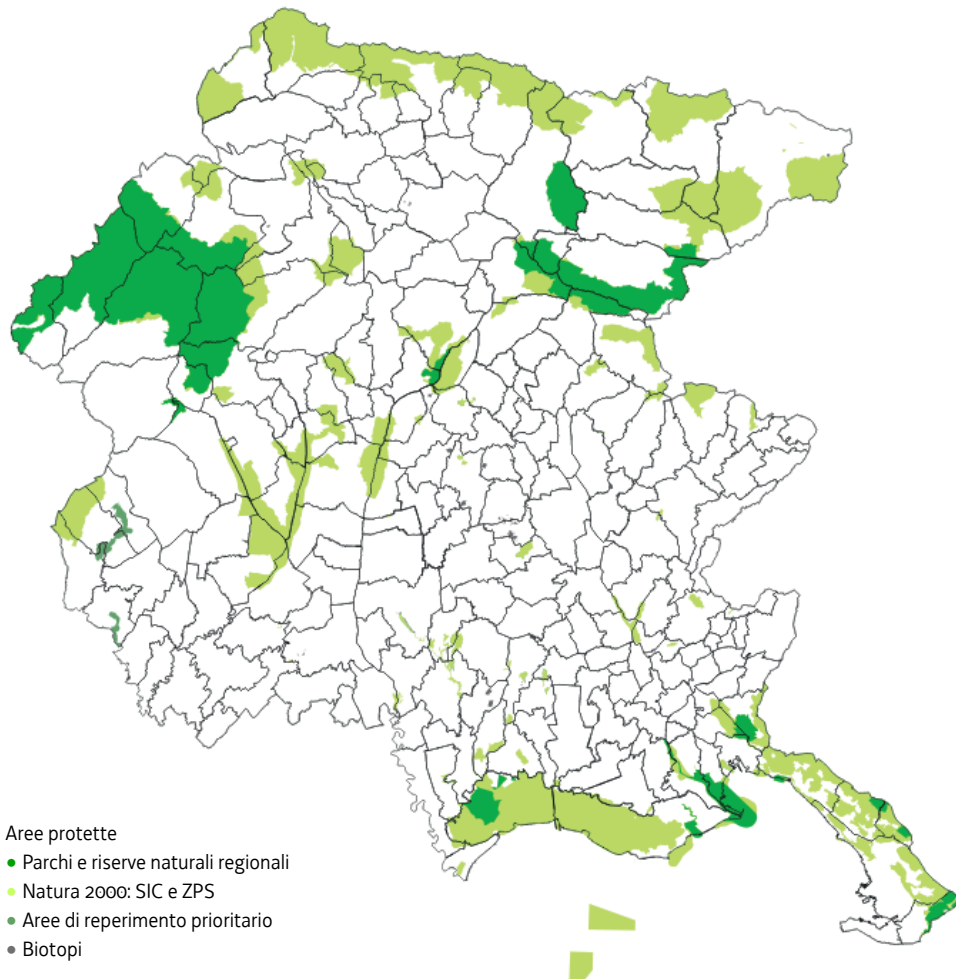 Aree protette
Parchi e riserve naturali regionali
Natura 2000: SIC e ZPS
Aree di reperimento prioritario
Biotopi